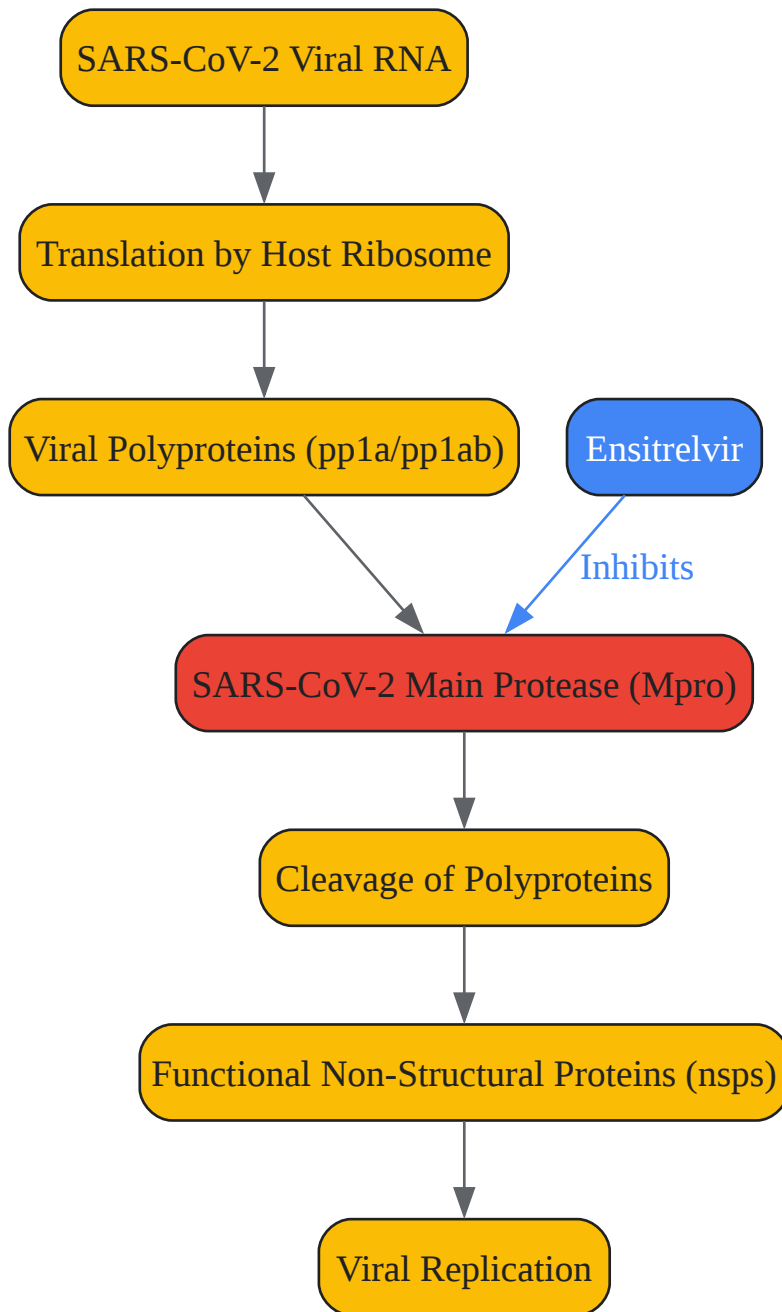 SARS-CoV-2 Viral RNA
Translation by Host Ribosome
Viral Polyproteins (pp1a/pp1ab)
Ensitrelvir
Inhibits
SARS-CoV-2 Main Protease (Mpro)
Cleavage of Polyproteins
Functional Non-Structural Proteins (nsps)
Viral Replication